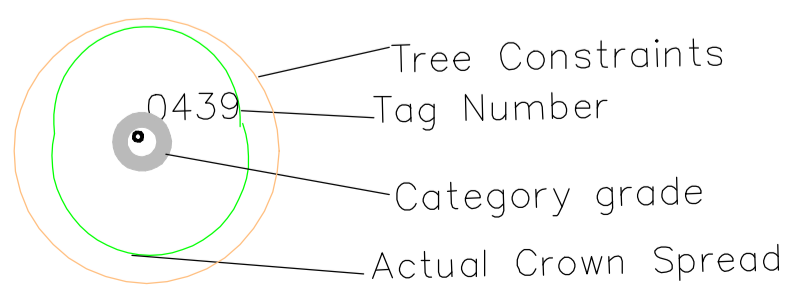 Tree Constraints
0439
Tag Number
Category grade
Actual Crown Spread